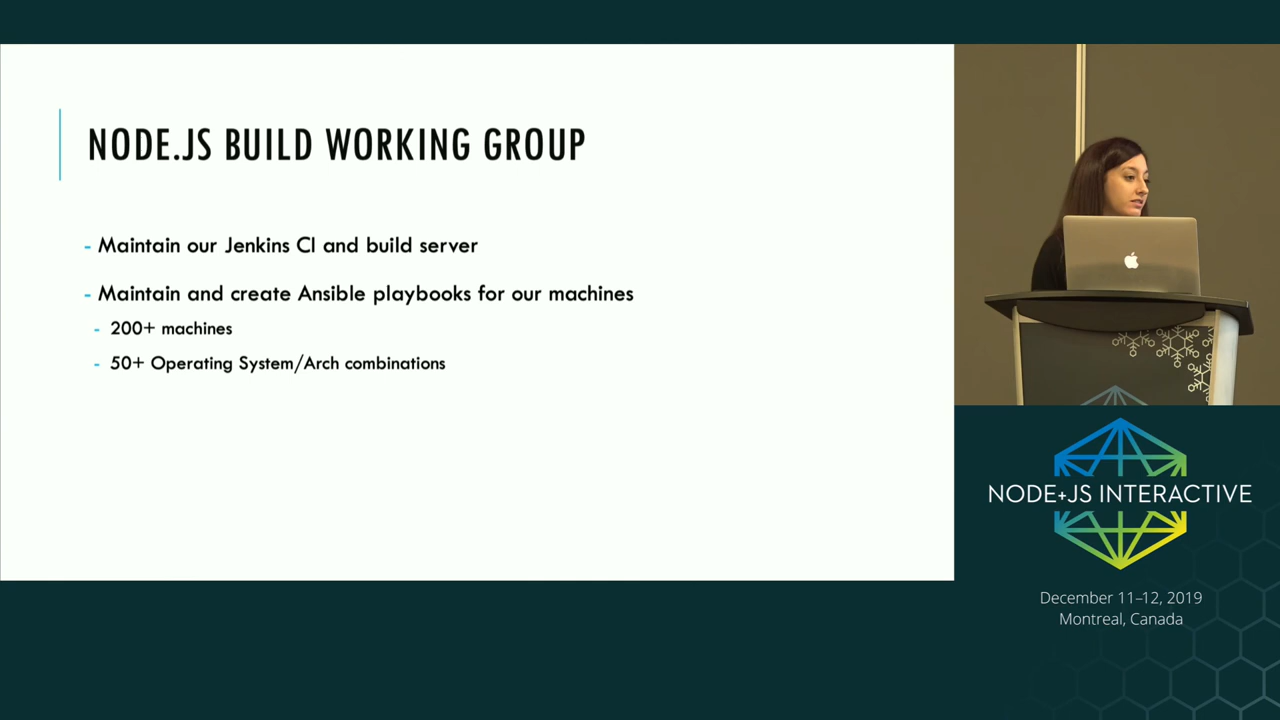 NODE.JS BUILD WORKING GROUP
- Maintain our Jenkins CI and build server
- Maintain and create Ansible playbooks for our machines
- 200+ machines
- 50+ Operating System/Arch combinations
NODE+JS INTERACTIVE
December 11–12, 2019
Montreal, Canada